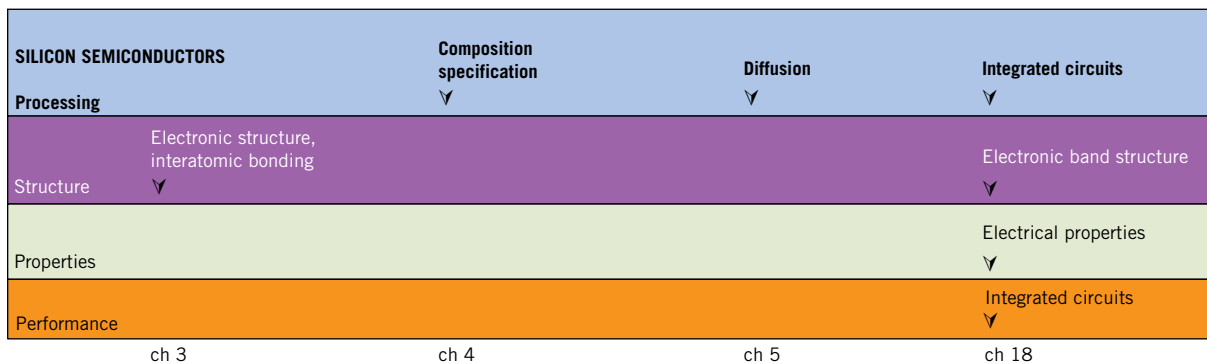 SILICON SEMICONDUCTORS
Composition
specification
Diffusion
Integrated circuits
Processing
Electronic structure,
interatomic bonding
Electronic band structure
Structure
Electrical properties
Properties
Integrated circuits
Performance
ch 3
ch 4
ch 5
ch 18